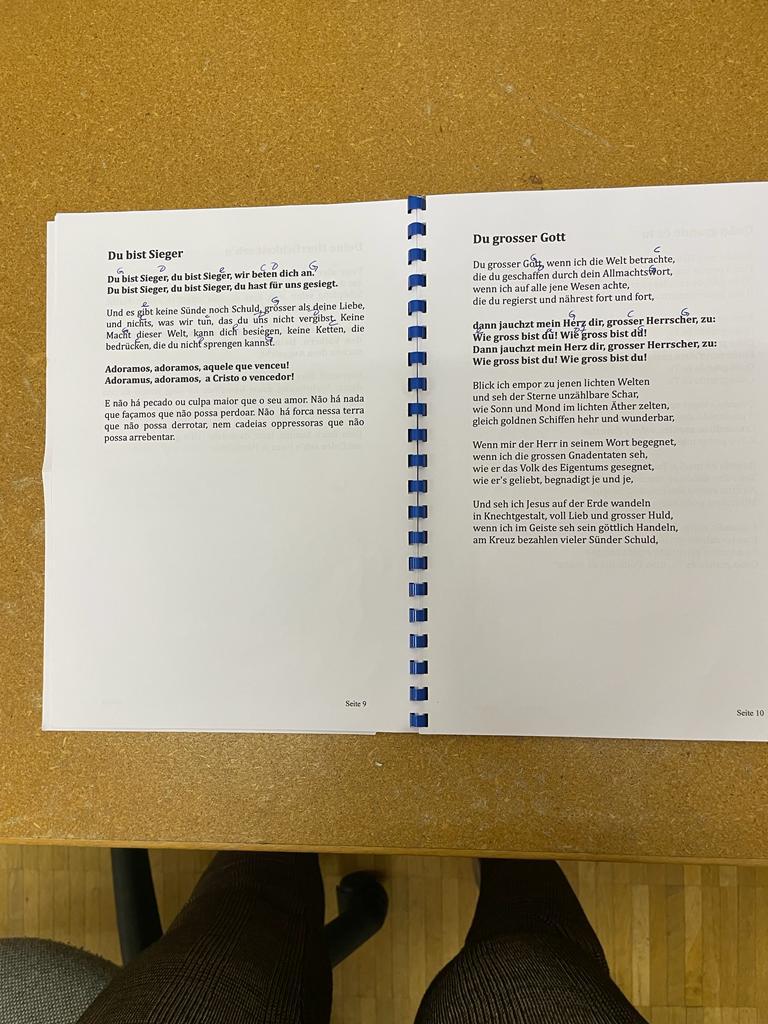 Du bist Sieger
G D e C D G
Du bist Sieger, du bist Sieger, wir beten dich an.
Du bist Sieger, du bist Sieger, du hast für uns gesiegt.
e G
Und es gibt keine Sünde noch Schuld, grösser als deine Liebe,
und nichts, was wir tun, das du uns nicht vergibst. Keine
Macht dieser Welt, kann dich besiegen, keine Ketten, die
bedrücken, die du nicht sprengen kannst.
Adoramos, adoramos, aquele que venceu!
Adoramus, adoramos, a Cristo o vencedor!
E não há pecado ou culpa maior que o seu amor. Não há nada
que façamos que não possa perdoar. Não há forca nessa terra
que não possa derrotar, nem cadeias oppressoras que não
possa arrebentar.
Seite 9
Du grosser Gott
G C
Du grosser Gott, wenn ich die Welt betrachte,
die du geschaffen durch dein Allmachtswort,
wenn ich auf alle jene Wesen achte,
die du regierst und nährest fort und fort,
G C G
dann jauchzt mein Herz dir, grosser Herrscher, zu:
Wie gross bist du! Wie gross bist du!
Dann jauchzt mein Herz dir, grosser Herrscher, zu:
Wie gross bist du! Wie gross bist du!
Blick ich empor zu jenen lichten Welten
und seh der Sterne unzählbare Schar,
wie Sonn und Mond im lichten Äther zelten,
gleich goldnen Schiffen hehr und wunderbar,
Wenn mir der Herr in seinem Wort begegnet,
wenn ich die grossen Gnadentaten seh,
wie er das Volk des Eigentums gesegnet,
wie er's geliebt, begnadigt je und je,
Und seh ich Jesus auf der Erde wandeln
in Knechtgestalt, voll Lieb und grosser Huld,
wenn ich im Geiste seh sein göttlich Handeln,
am Kreuz bezahlen vieler Sünder Schuld,
Seite 10